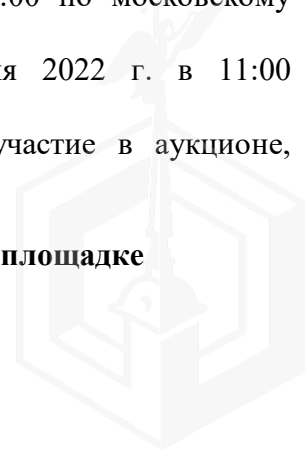 :00 по московскому
я 2022 г. в 11:00
участие в аукционе,
площадке